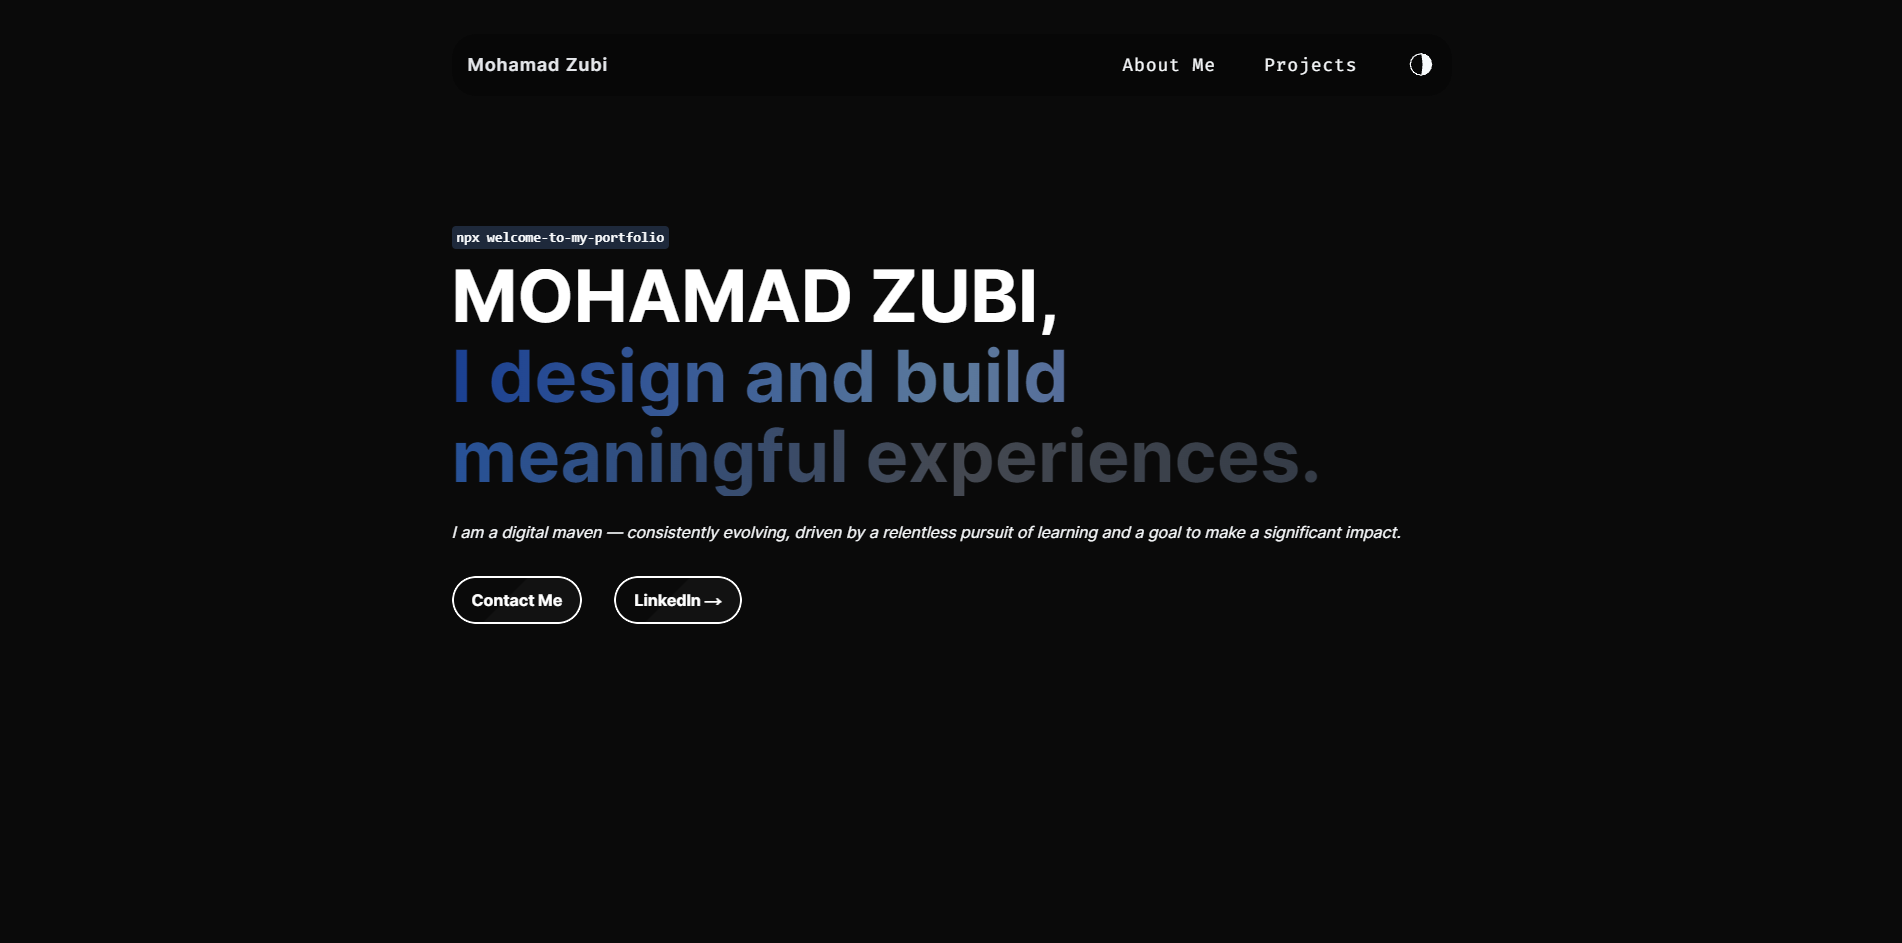 Mohamad Zubi
About Me
Projects
npx welcome-to-my-portfolio
MOHAMAD ZUBI,
I design and build
meaningful experiences.
I am a digital maven — consistently evolving, driven by a relentless pursuit of learning and a goal to make a significant impact.
Contact Me
LinkedIn →